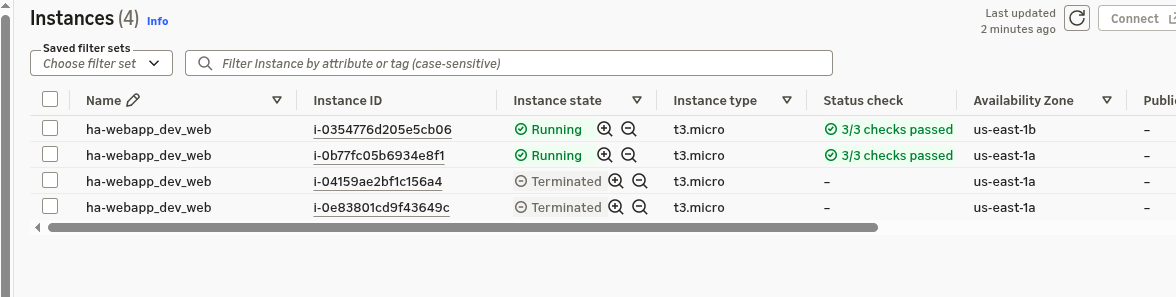 Instances (4) Info
Last updated
2 minutes ago
Connect
Saved filter sets
Choose filter set
Filter Instance by attribute or tag (case-sensitive)
Name Instance ID Instance state Instance type Status check Availability Zone
ha-webapp_dev_web i-0354776d205e5cb06 Running t3.micro 3/3 checks passed us-east-1b –
ha-webapp_dev_web i-0b77fc05b6934e8f1 Running t3.micro 3/3 checks passed us-east-1a –
ha-webapp_dev_web i-04159ae2bf1c156a4 Terminated t3.micro – us-east-1a –
ha-webapp_dev_web i-0e83801cd9f43649c Terminated t3.micro – us-east-1a –